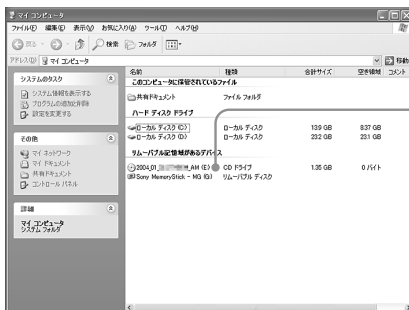 マイ コンピュータ
ファイル(F) 編集(E) 表示(V) お気に入り(A) ツール(T) ヘルプ(H)
戻る 検索 フォルダ
アドレス(D) マイ コンピュータ 移動
システムのタスク
システム情報を表示する
プログラムの追加と削除
設定を変更する
その他
マイ ネットワーク
マイ ドキュメント
共有ドキュメント
コントロール パネル
詳細
マイ コンピュータ
システム フォルダ
名前 種類 合計サイズ 空き領域 コメント
このコンピュータに保管されているファイル
共有ドキュメント ファイル フォルダ
ハード ディスク ドライブ
ローカル ディスク (C:) ローカル ディスク 139 GB 837 GB
ローカル ディスク (D:) ローカル ディスク 232 GB 231 GB
リムーバブル記憶域があるデバイス
2004_01_ _AM (E:) CD ドライブ 1.35 GB 0 バイト
Sony MemoryStick - MG (G:) リムーバブル ディスク